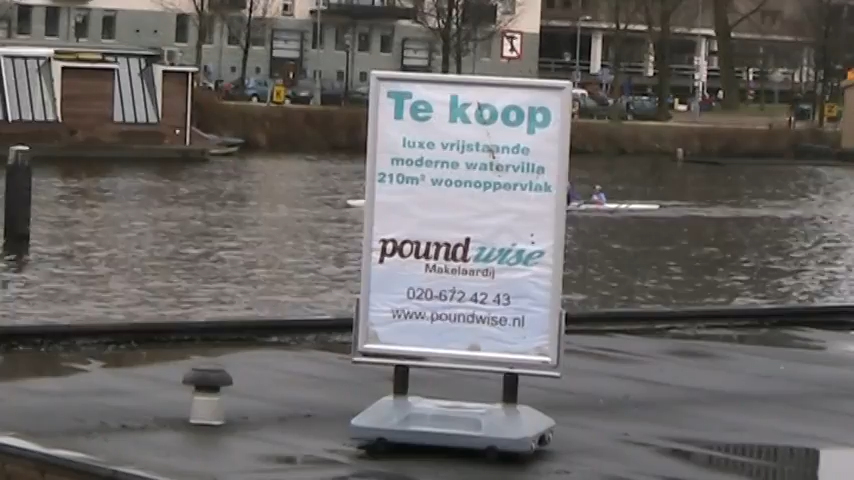 Te koop
luxe vrijstaande
moderne watervilla
210m² woonoppervlak
poundwise
Makelaardij
020-672 42 43
www.poundwise.nl